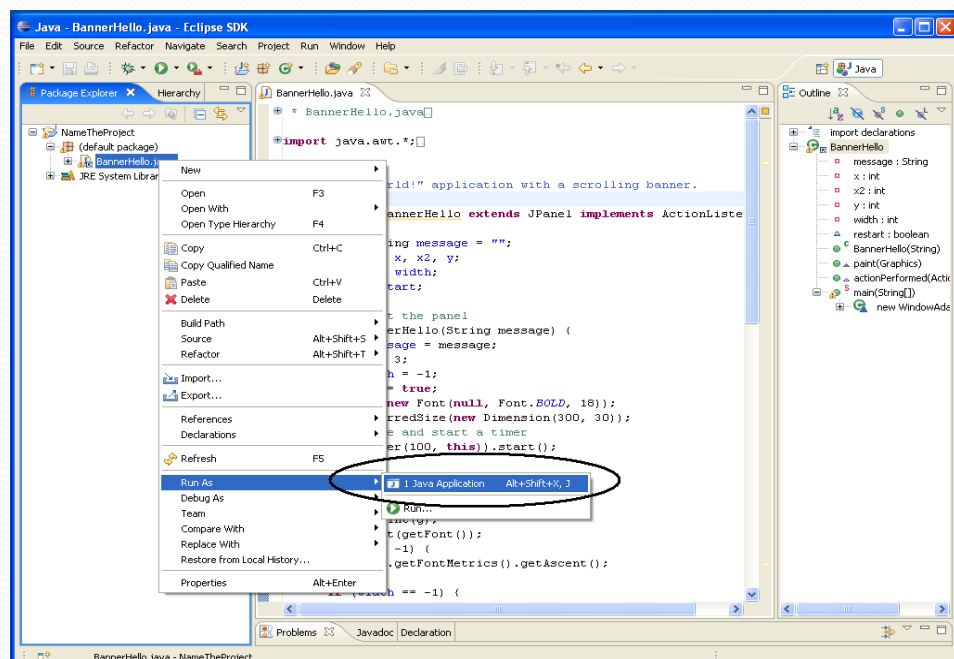 Java - BannerHello.java - Eclipse SDK
File Edit Source Refactor Navigate Search Project Run Window Help
Java
Package Explorer
Hierarchy
NameTheProject
(default package)
BannerHello.ja
JRE System Librar
New
Open F3
Open With
Open Type Hierarchy F4
Copy Ctrl+C
Copy Qualified Name
Paste Ctrl+V
Delete Delete
Build Path
Source Alt+Shift+S
Refactor Alt+Shift+T
Import...
Export...
References
Declarations
Refresh F5
Run As
Debug As
Team
Compare With
Replace With
Restore from Local History...
Properties Alt+Enter
1 Java Application Alt+Shift+X, J
Run...
BannerHello.java
* BannerHello.java
import java.awt.*;
rld!" application with a scrolling banner.
annerHello extends JPanel implements ActionListe
ing message = "";
x, x2, y;
width;
tart;
t the panel
erHello(String message) {
sage = message;
3;
h = -1;
= true;
new Font(null, Font.BOLD, 18));
rredSize(new Dimension(300, 30));
e and start a timer
er(100, this)).start();
int(g);
t(getFont());
-1) {
.getFontMetrics().getAscent();
if (width == -1) {
Outline
import declarations
BannerHello
message : String
x : int
x2 : int
y : int
width : int
restart : boolean
BannerHello(String)
paint(Graphics)
actionPerformed(Actio
main(String[])
new WindowAda
Problems Javadoc Declaration
BannerHello.java - NameTheProject